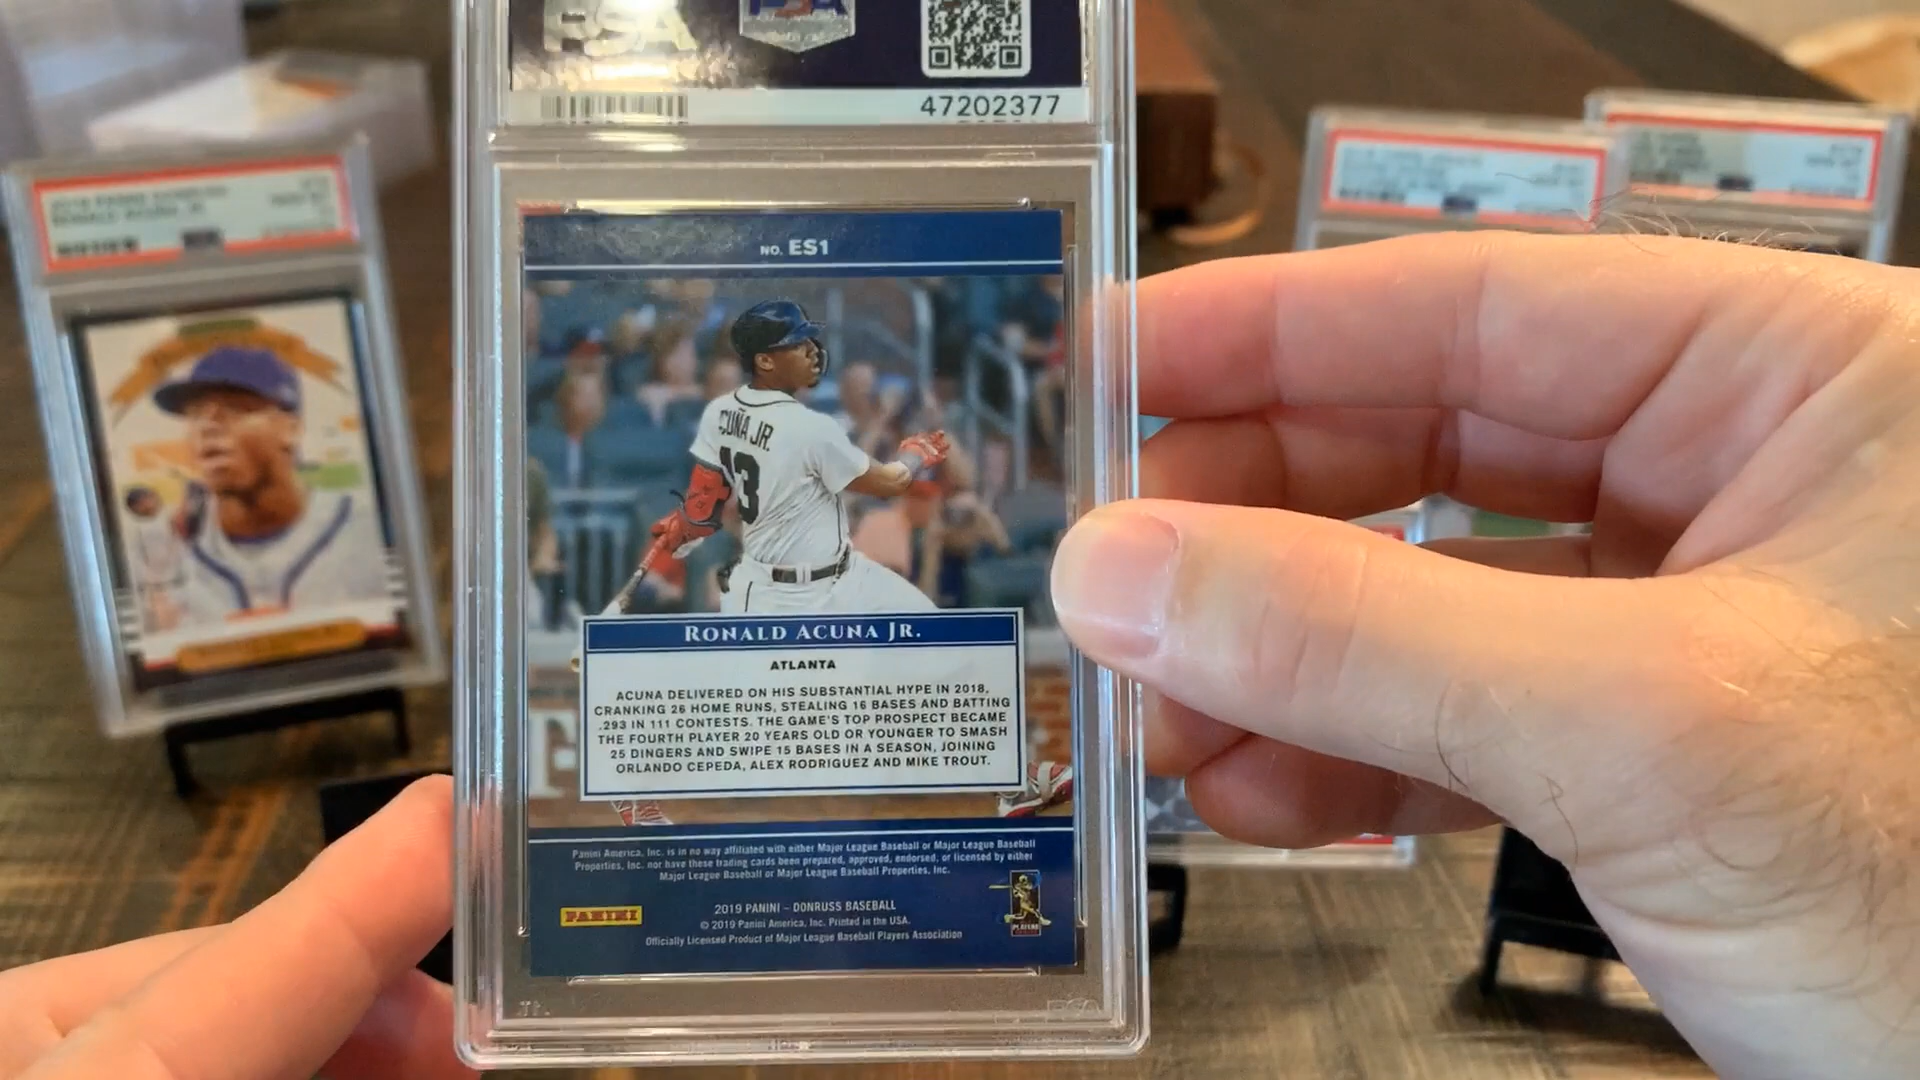 PSA
47202377
NO. ES1
ACUÑA JR.
13
RONALD ACUNA JR.
ATLANTA
ACUNA DELIVERED ON HIS SUBSTANTIAL HYPE IN 2018,
CRANKING 26 HOME RUNS, STEALING 16 BASES AND BATTING
.293 IN 111 CONTESTS. THE GAME'S TOP PROSPECT BECAME
THE FOURTH PLAYER 20 YEARS OLD OR YOUNGER TO SMASH
25 DINGERS AND SWIPE 15 BASES IN A SEASON, JOINING
ORLANDO CEPEDA, ALEX RODRIGUEZ AND MIKE TROUT.
Panini America, Inc. is in no way affiliated with either Major League Baseball or Major League Baseball
Properties, Inc. nor have these trading cards been prepared, approved, endorsed, or licensed by either
Major League Baseball or Major League Baseball Properties, Inc.
PANINI
2019 PANINI – DONRUSS BASEBALL
© 2019 Panini America, Inc. Printed in the USA.
Officially Licensed Product of Major League Baseball Players Association
PLAYERS
PSA